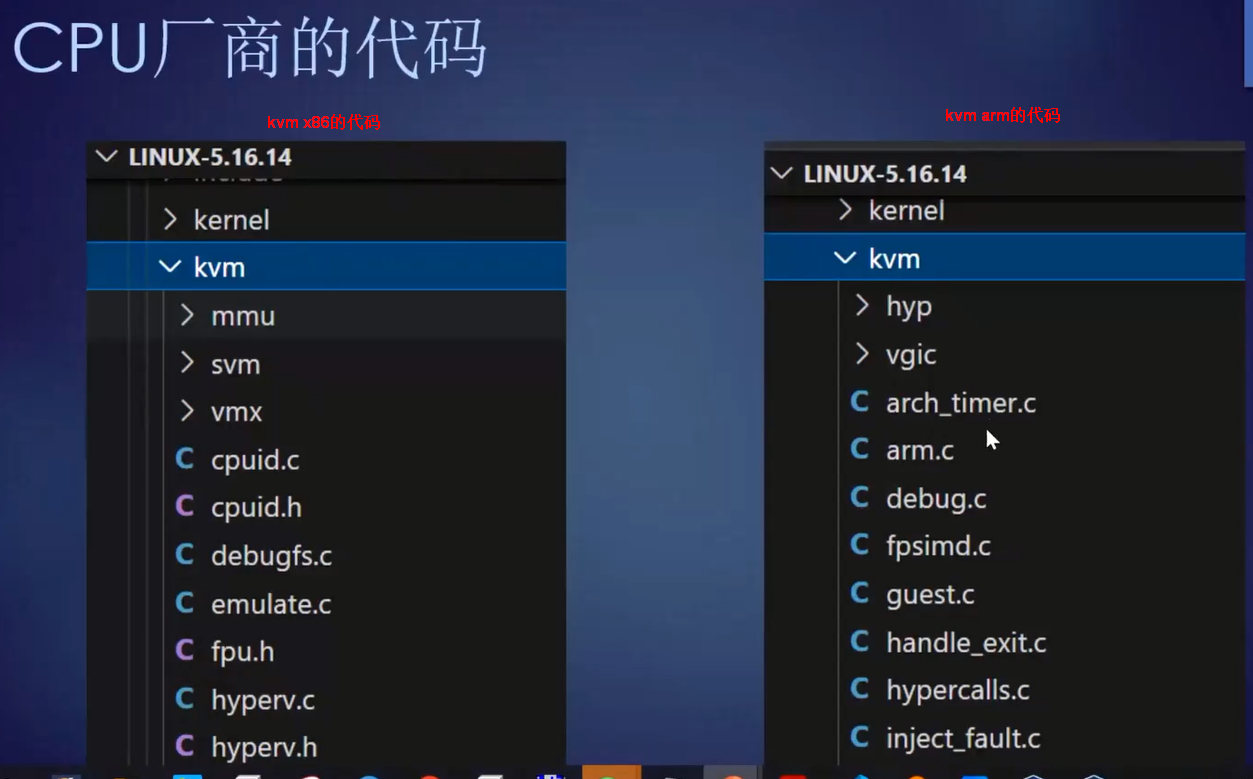 CPU厂商的代码
kvm x86的代码
LINUX-5.16.14
include
kernel
kvm
mmu
svm
vmx
cpuid.c
cpuid.h
debugfs.c
emulate.c
fpu.h
hyperv.c
hyperv.h
kvm arm的代码
LINUX-5.16.14
kernel
kvm
hyp
vgic
arch_timer.c
arm.c
debug.c
fpsimd.c
guest.c
handle_exit.c
hypercalls.c
inject_fault.c